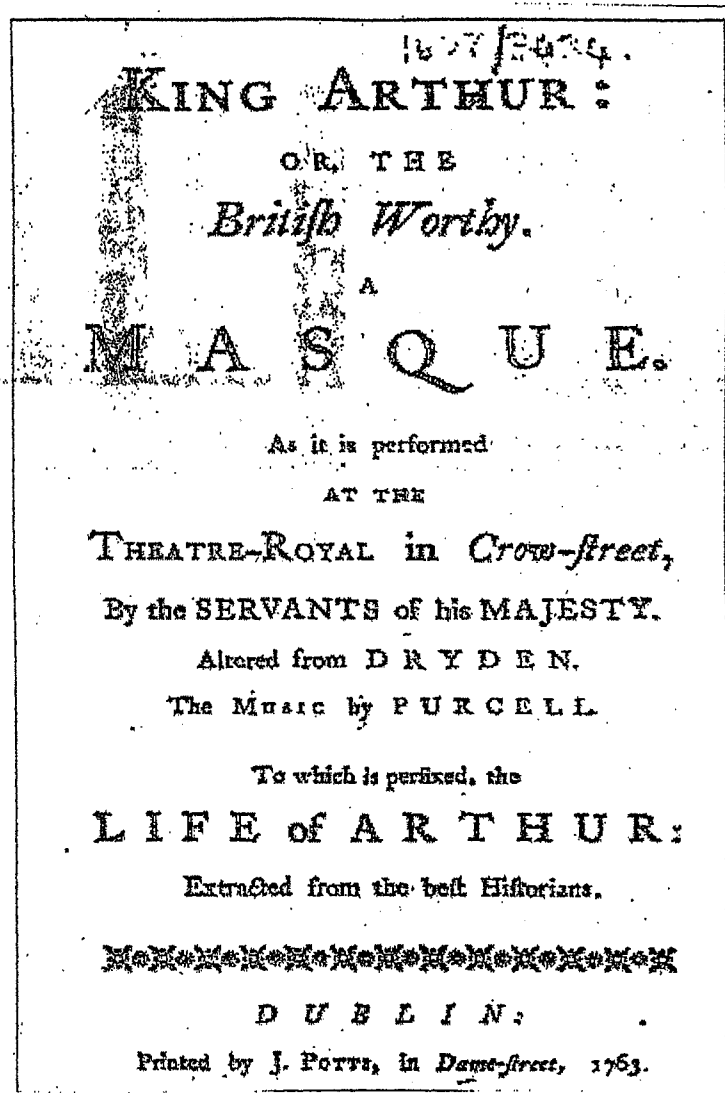 KING ARTHUR:
OR, THE
Britiſh Worthy.
A
MASQUE.
As it is performed
AT THE
THEATRE-ROYAL in Crow-ſtreet,
By the SERVANTS of his MAJESTY.
Altered from DRYDEN.
The MUSIC by PURCELL.
To which is perfixed, the
LIFE of ARTHUR:
Extracted from the beſt Hiſtorians.
DUBLIN:
Printed by J. POTTS, in Dame-ſtreet, 1763.